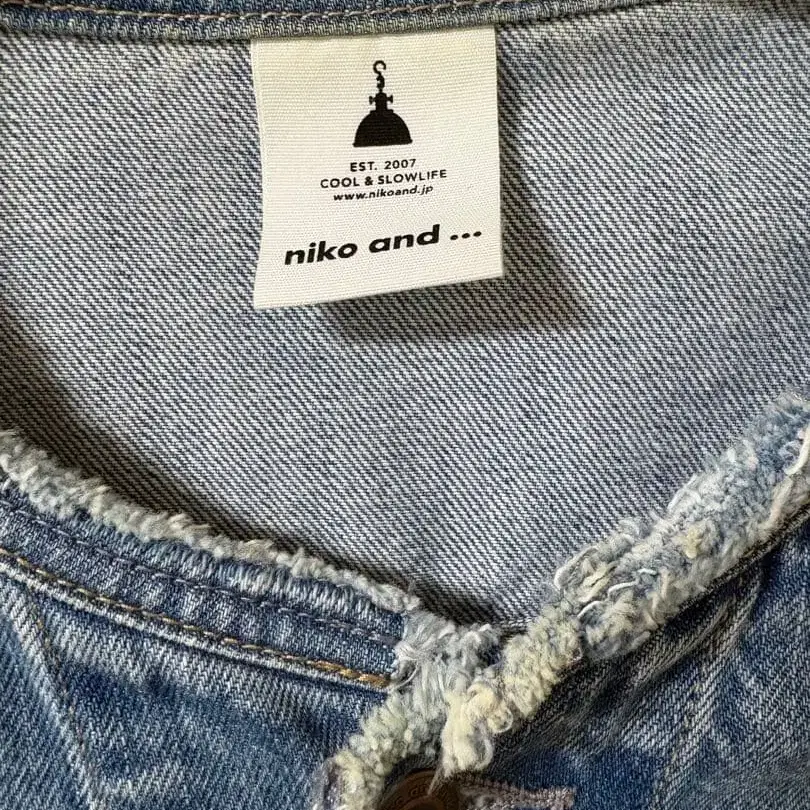 EST. 2007
COOL & SLOWLIFE
www.nikoand.jp
niko and ...